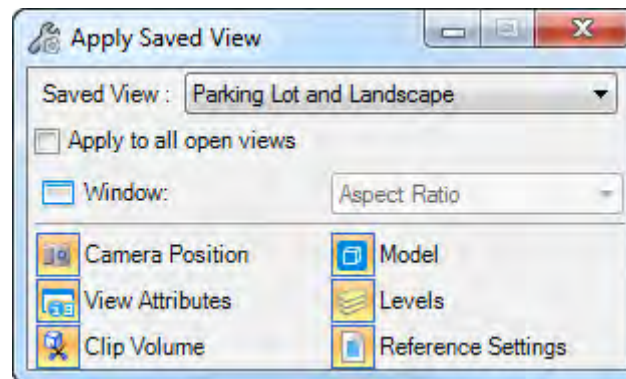 Apply Saved View
Saved View : Parking Lot and Landscape
Apply to all open views
Window: Aspect Ratio
Camera Position Model
View Attributes Levels
Clip Volume Reference Settings